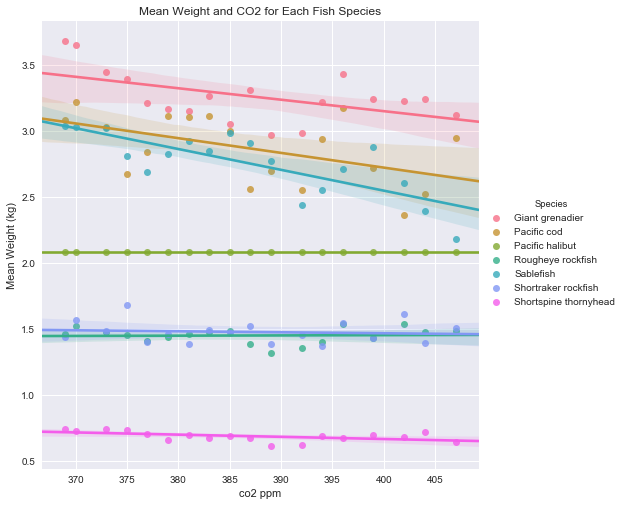 Mean Weight and CO2 for Each Fish Species
3.5
3.0
2.5
2.0
1.5
1.0
0.5
Mean Weight (kg)
370
375
380
385
390
395
400
405
co2 ppm
Species
Giant grenadier
Pacific cod
Pacific halibut
Rougheye rockfish
Sablefish
Shortraker rockfish
Shortspine thornyhead